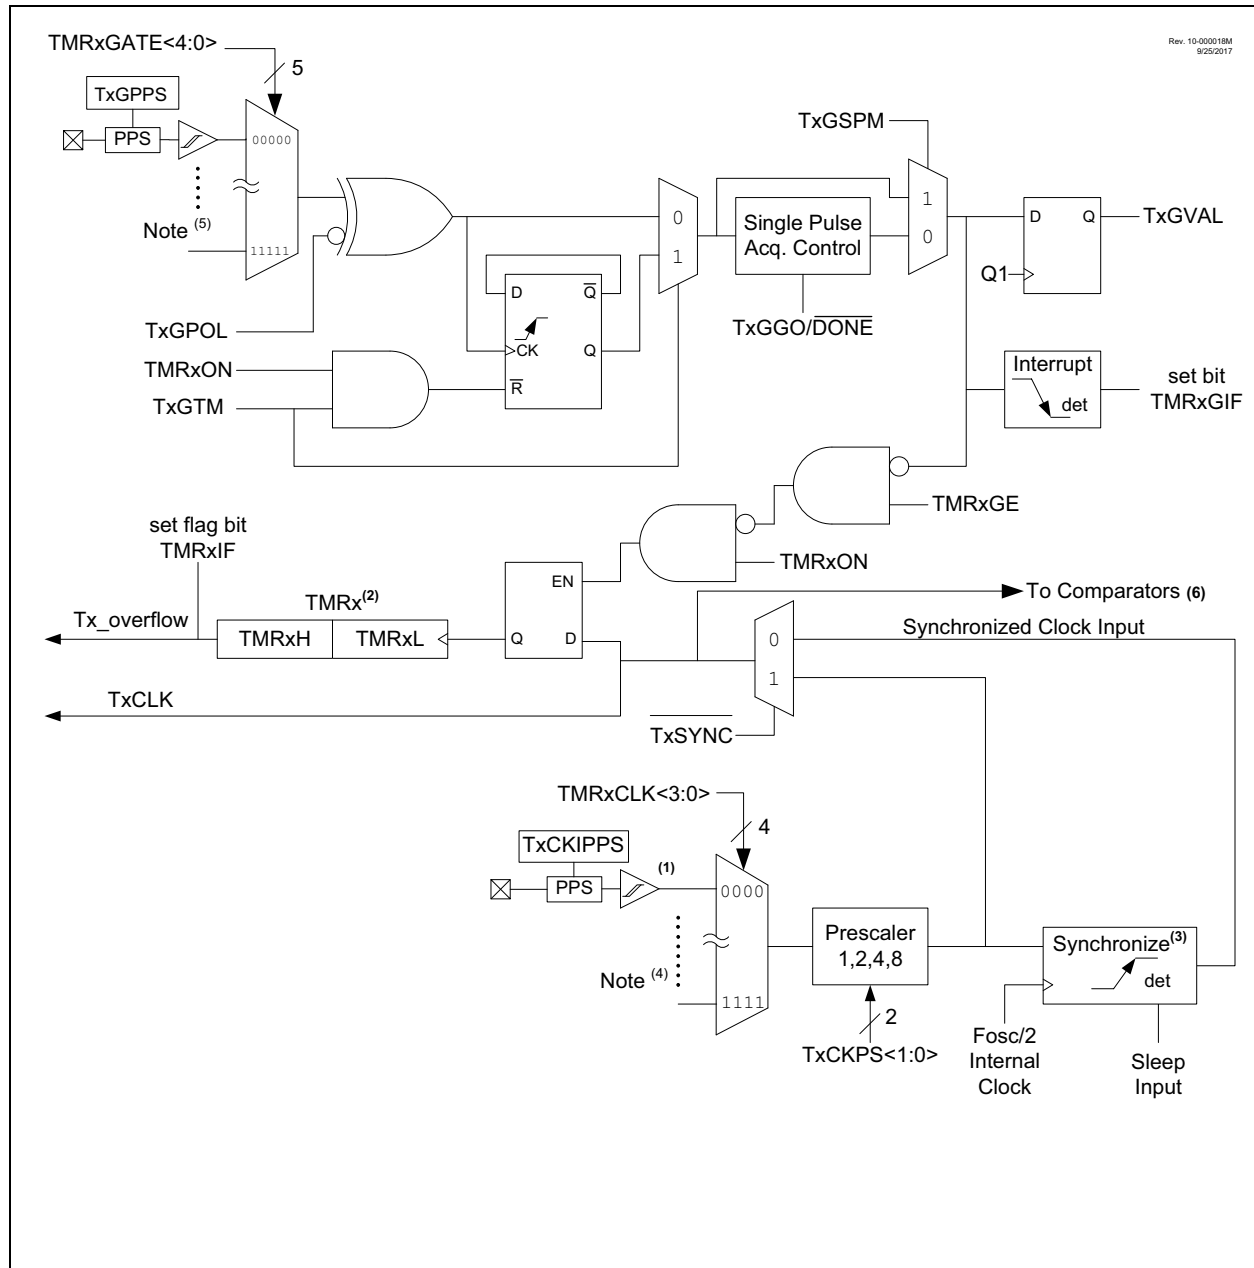 Rev. 10-000018M
9/25/2017
TMRxGATE<4:0>
5
TxGPPS
PPS
00000
Note (5)
11111
TxGPOL
TMRxON
TxGTM
D
Q
CK
Q
R
0
1
Single Pulse
Acq. Control
TxGGO/DONE
TxGSPM
1
0
D
Q
Q1
TxGVAL
Interrupt
det
set bit
TMRxGIF
TMRxGE
TMRxON
set flag bit
TMRxIF
Tx_overflow
TMRx(2)
TMRxH
TMRxL
EN
Q
D
TxCLK
To Comparators (6)
Synchronized Clock Input
0
1
TxSYNC
TMRxCLK<3:0>
4
TxCKIPPS
PPS
(1)
0000
Note (4)
1111
Prescaler
1,2,4,8
2
TxCKPS<1:0>
Synchronize(3)
det
Fosc/2
Internal
Clock
Sleep
Input